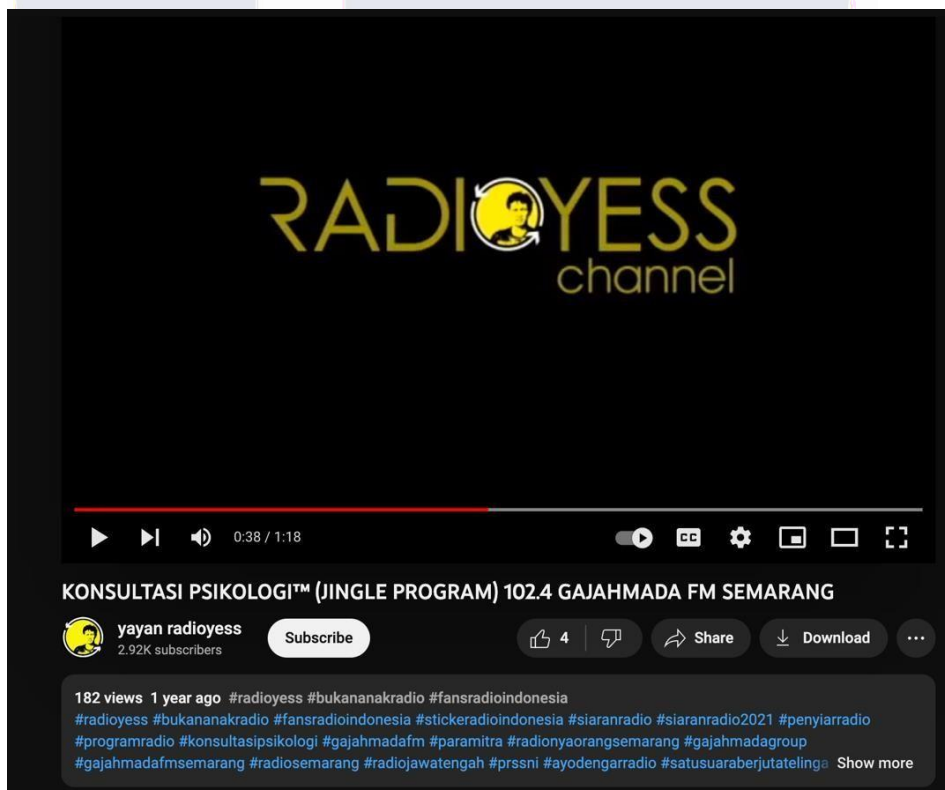 RADIOYESS
channel
0:38 / 1:18
CC
KONSULTASI PSIKOLOGI™ (JINGLE PROGRAM) 102.4 GAJAHMADA FM SEMARANG
yayan radioyess
2.92K subscribers
Subscribe
4
Share
Download
182 views 1 year ago #radioyess #bukananakradio #fansradioindonesia
#radioyess #bukananakradio #fansradioindonesia #stickeradioindonesia #siaranradio #siaranradio2021 #penyiarradio
#programradio #konsultasipsikologi #gajahmadafm #paramitra #radionyaorangsemarang #gajahmadagroup
#gajahmadafmsemarang #radiosemarang #radiojawatengah #prssni #ayodengarradio #satusuaraberjutatelinga Show more